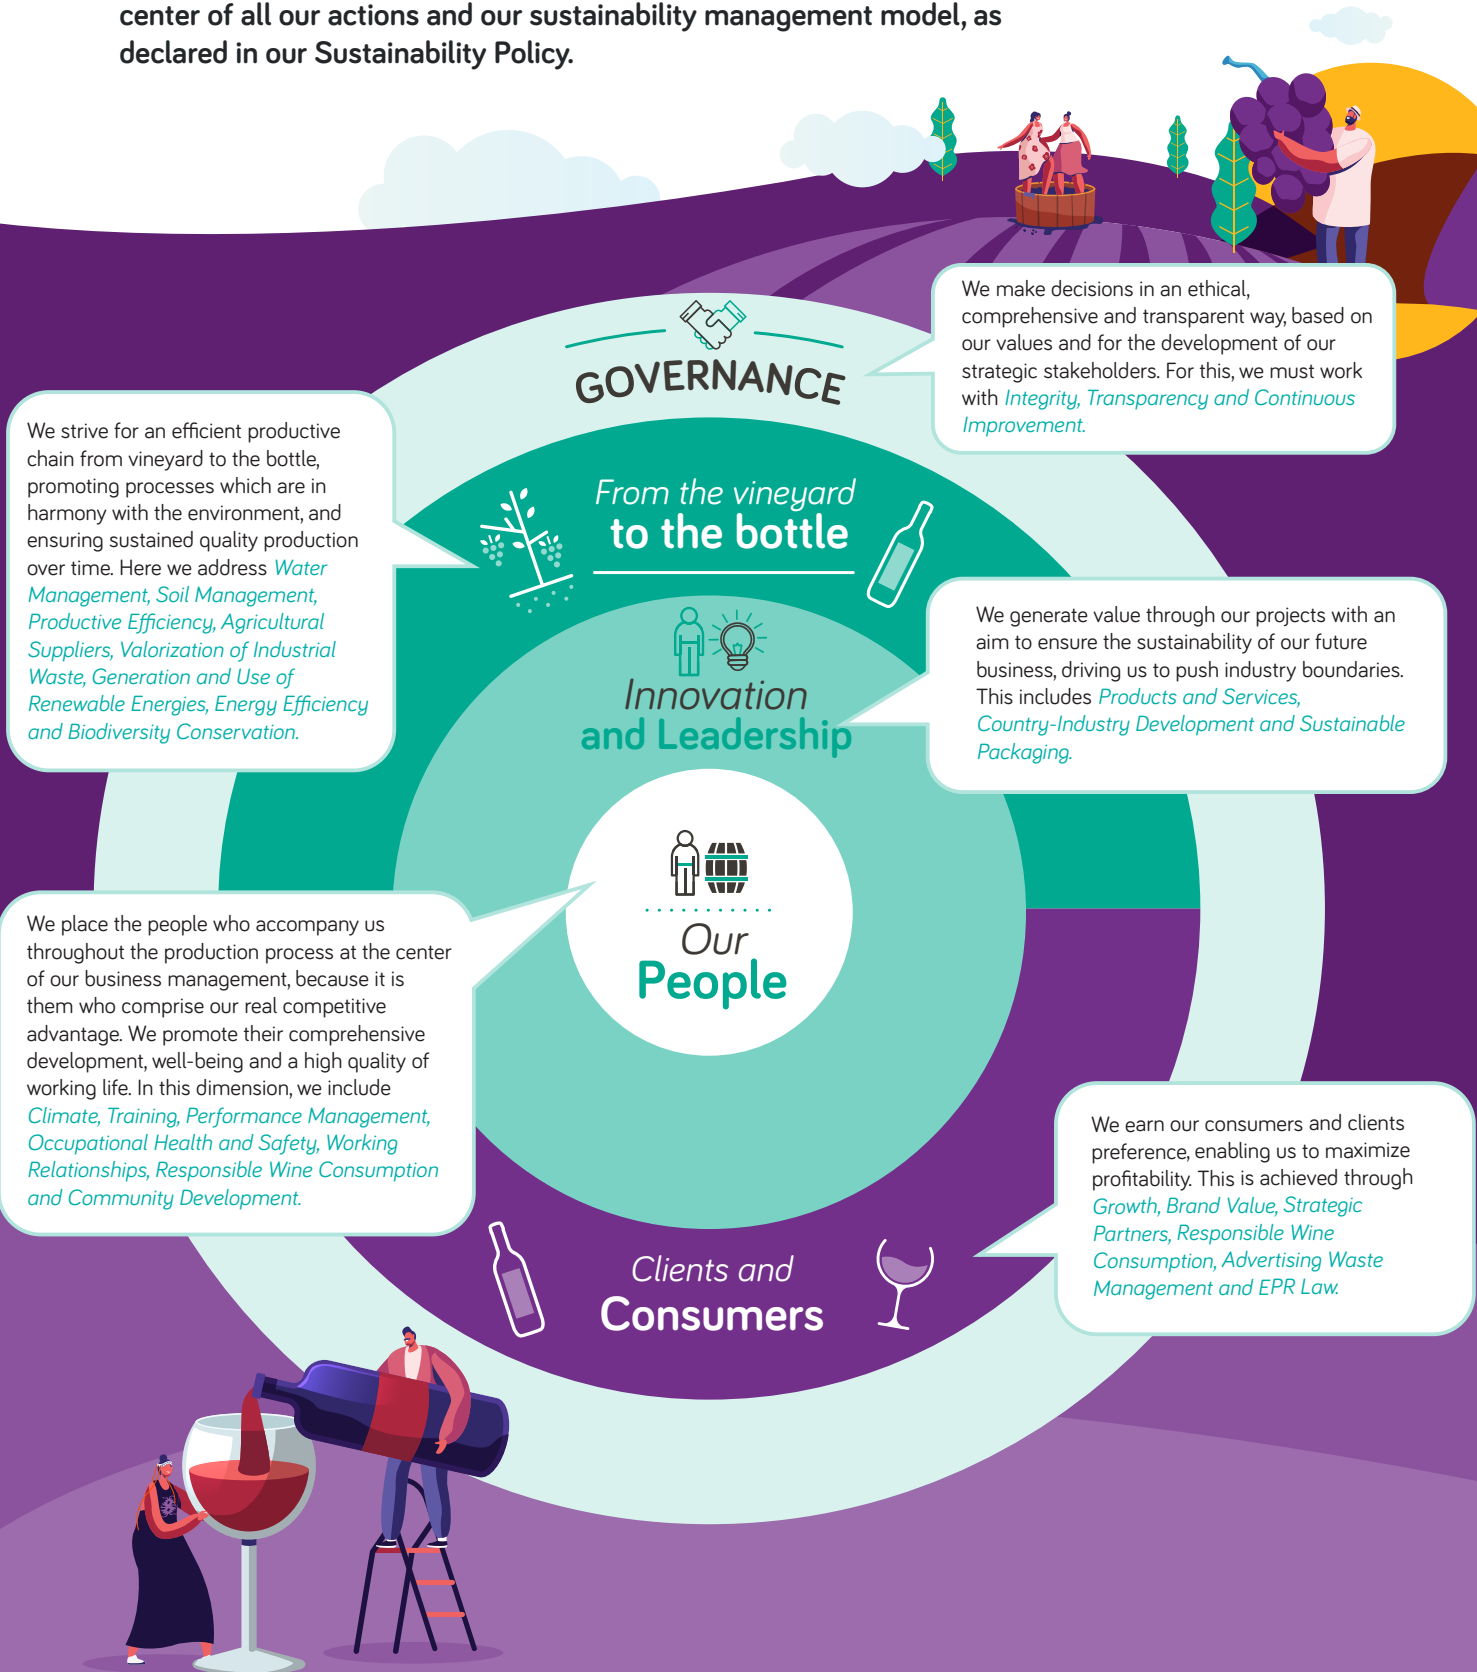 center of all our actions and our sustainability management model, as
declared in our Sustainability Policy.
GOVERNANCE
We make decisions in an ethical,
comprehensive and transparent way, based on
our values and for the development of our
strategic stakeholders. For this, we must work
with Integrity, Transparency and Continuous
Improvement.
We strive for an efficient productive
chain from vineyard to the bottle,
promoting processes which are in
harmony with the environment, and
ensuring sustained quality production
over time. Here we address Water
Management, Soil Management,
Productive Efficiency, Agricultural
Suppliers, Valorization of Industrial
Waste, Generation and Use of
Renewable Energies, Energy Efficiency
and Biodiversity Conservation.
From the vineyard
to the bottle
Innovation
and Leadership
We generate value through our projects with an
aim to ensure the sustainability of our future
business, driving us to push industry boundaries.
This includes Products and Services,
Country-Industry Development and Sustainable
Packaging.
Our
People
We place the people who accompany us
throughout the production process at the center
of our business management, because it is
them who comprise our real competitive
advantage. We promote their comprehensive
development, well-being and a high quality of
working life. In this dimension, we include
Climate, Training, Performance Management,
Occupational Health and Safety, Working
Relationships, Responsible Wine Consumption
and Community Development.
Clients and
Consumers
We earn our consumers and clients
preference, enabling us to maximize
profitability. This is achieved through
Growth, Brand Value, Strategic
Partners, Responsible Wine
Consumption, Advertising Waste
Management and EPR Law.